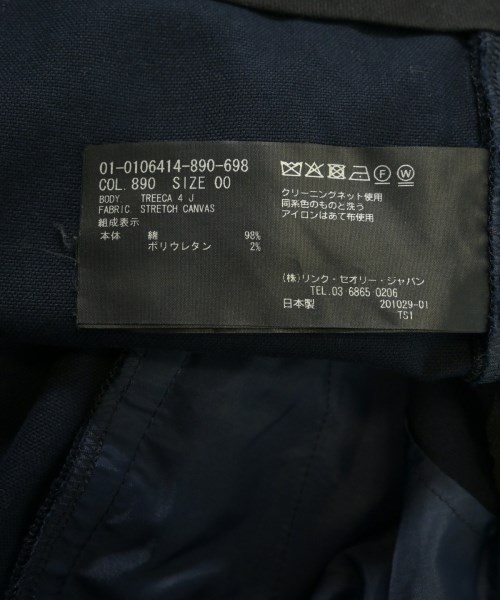 01-0106414-890-698
COL. 890 SIZE 00
BODY TREECA 4 J
FABRIC STRETCH CANVAS
組成表示
本体 綿 98%
ポリウレタン 2%
F W
クリーニングネット使用
同系色のものと洗う
アイロンはあて布使用
(株)リンク・セオリー・ジャパン
TEL.03 6865 0206
日本製 201029-01
TS1